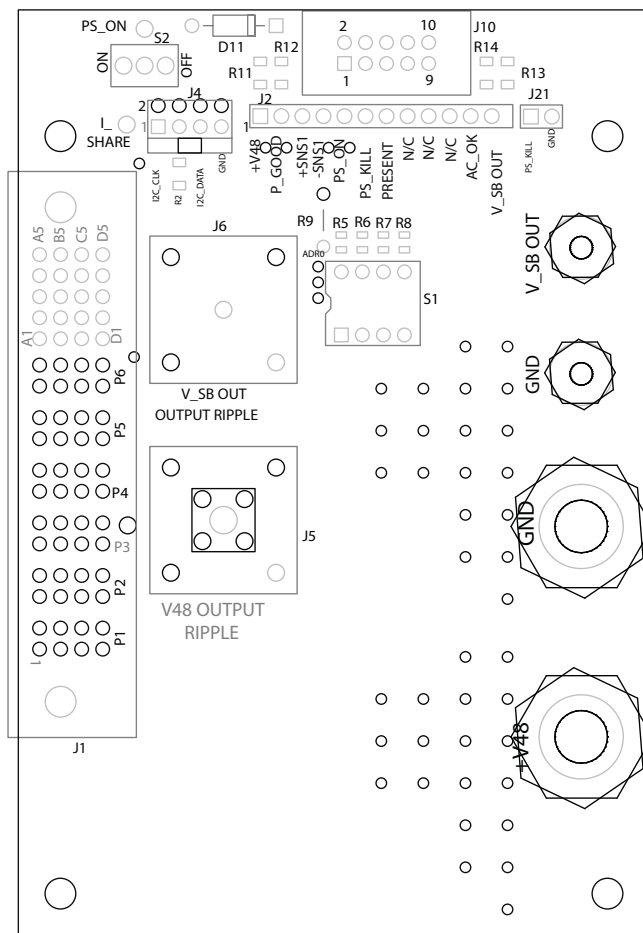 PS_ON
S2
ON
OFF
D11
R12
R11
2
10
J10
1
9
R14
R13
J4
2
1
I_
SHARE
J2
1
J21
I2C_CLK
R2
I2C_DATA
GND
+V48
P_GOOD
+SNS1
-SNS1
PS_ON
PS_KILL
PRESENT
N/C
N/C
N/C
AC_OK
V_SB OUT
PS_KILL
GND
A5
B5
C5
D5
A1
D1
J6
R9
R5
R6
R7
R8
ADR0
S1
V_SB OUT
GND
P6
P5
P4
P3
P2
P1
1
J1
V_SB OUT
OUTPUT RIPPLE
J5
V48 OUTPUT
RIPPLE
GND
+V48